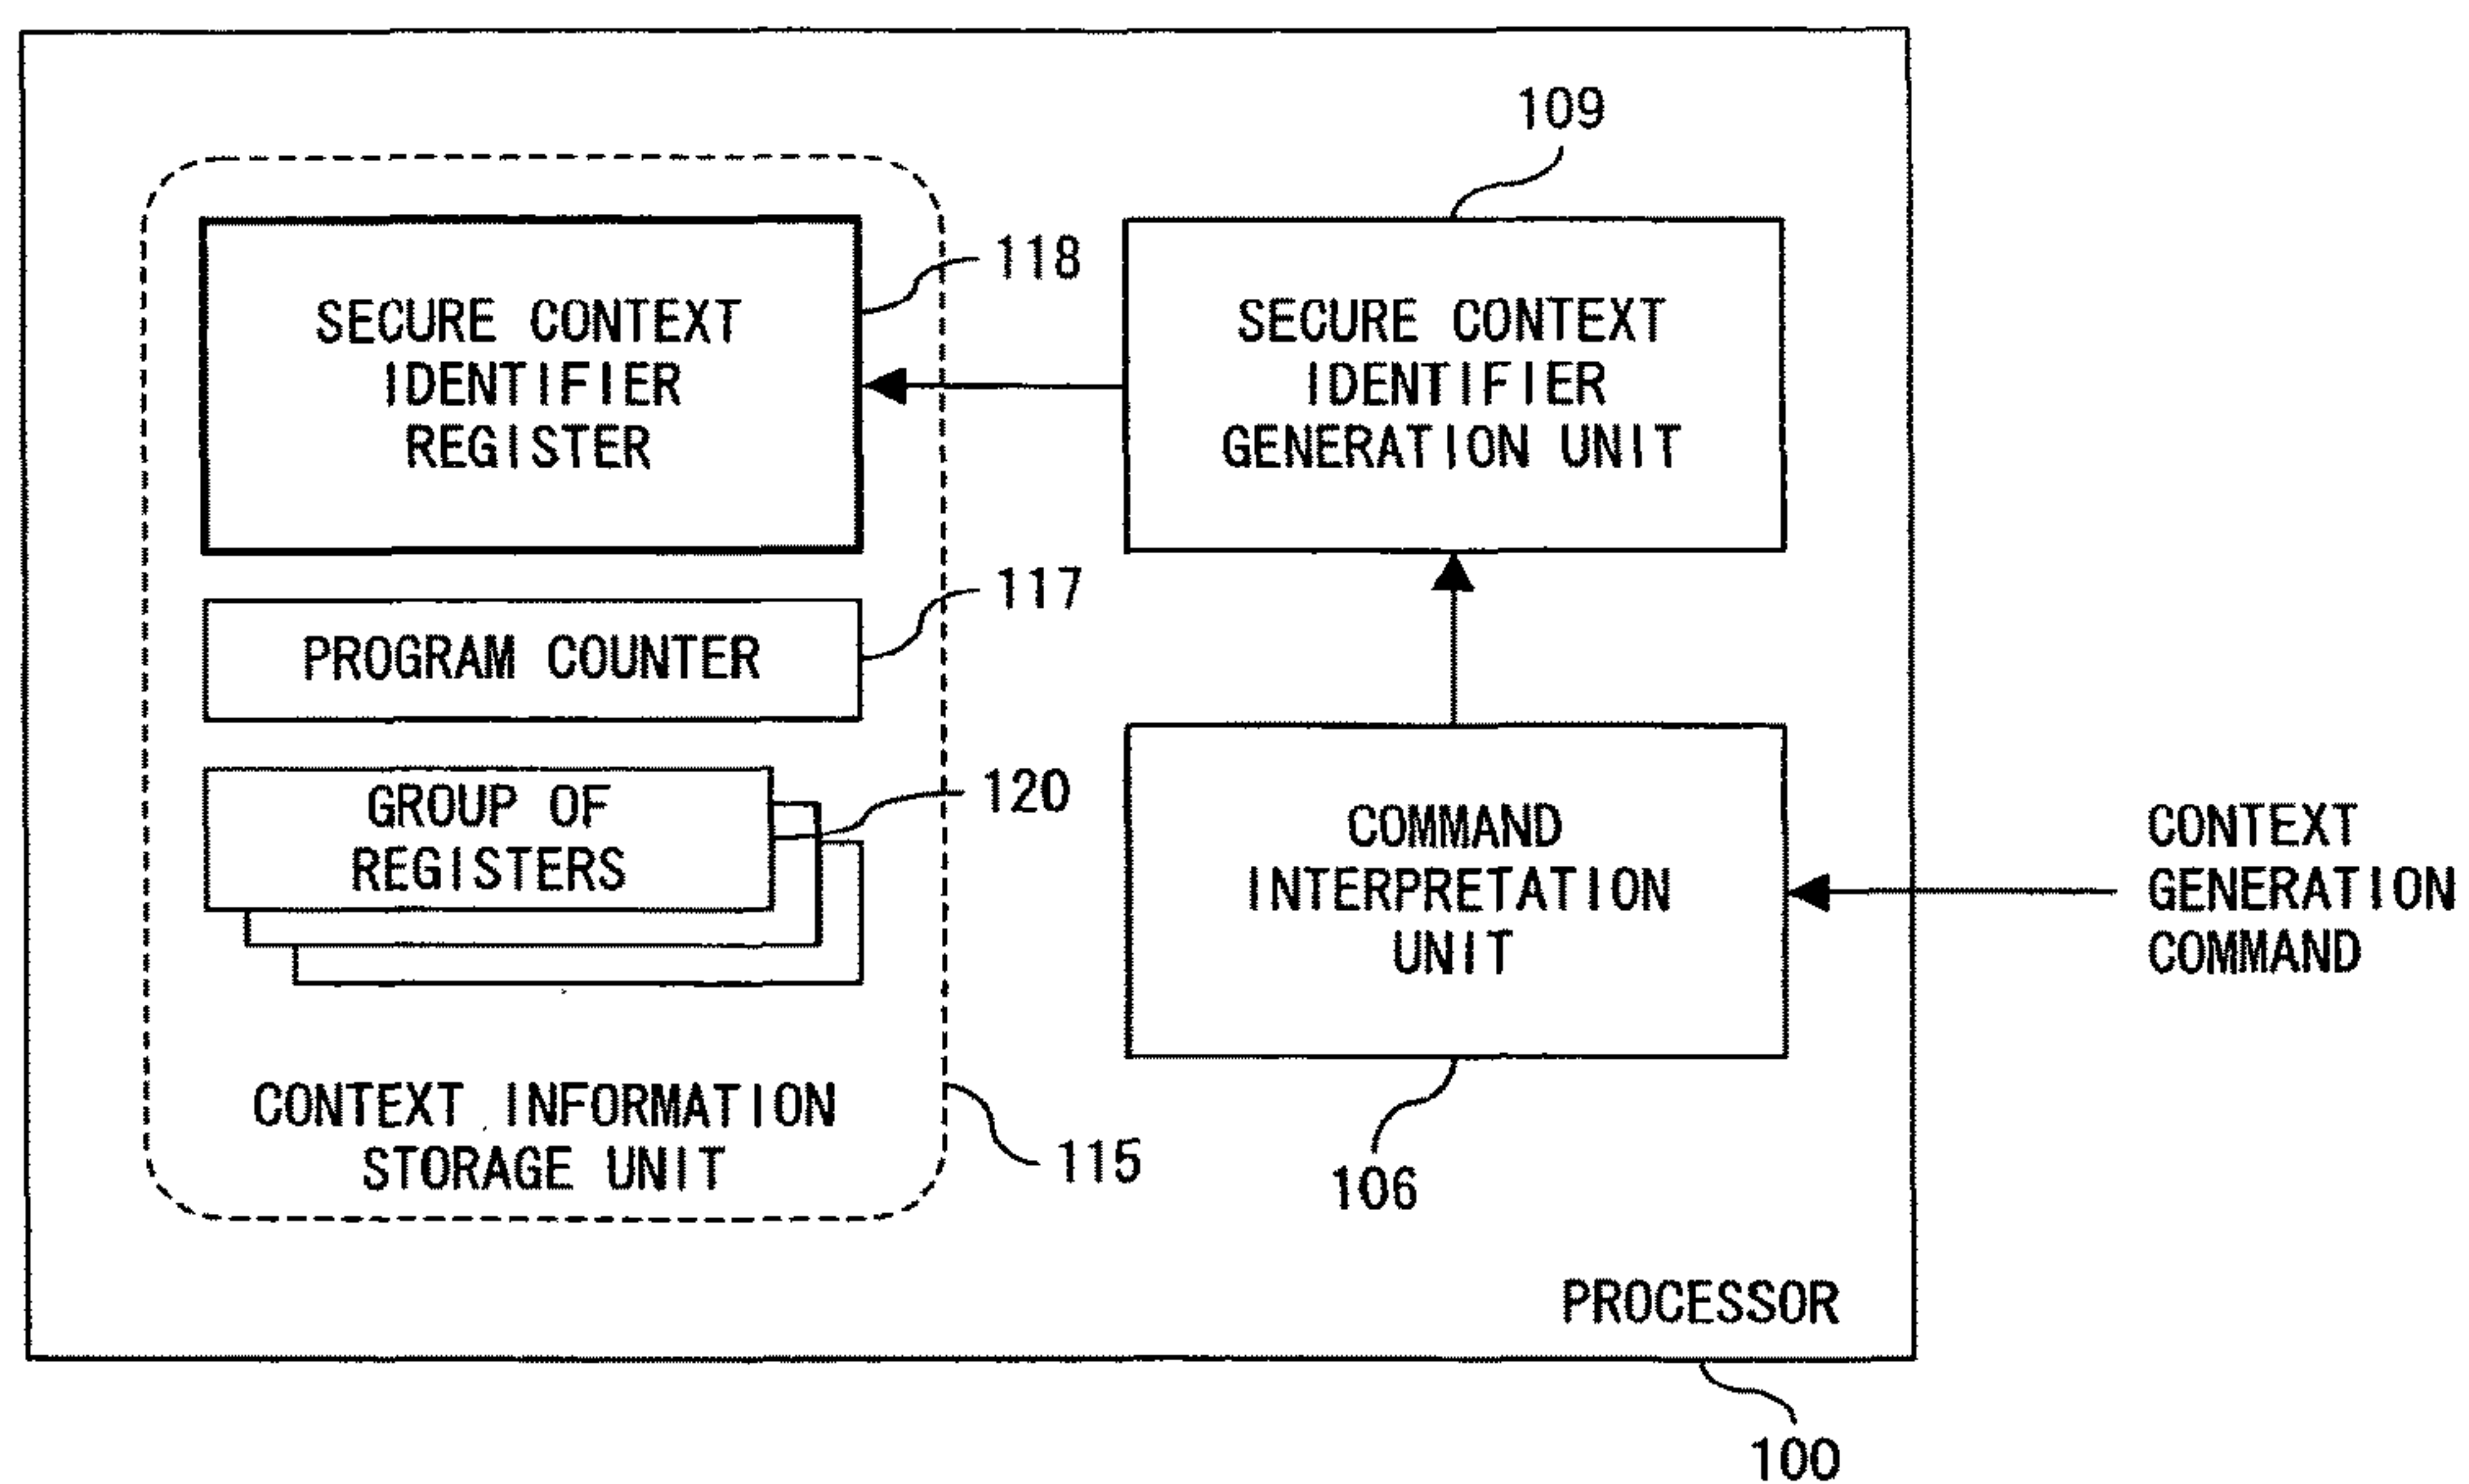 109
SECURE CONTEXT
IDENTIFIER
REGISTER
118
SECURE CONTEXT
IDENTIFIER
GENERATION UNIT
PROGRAM COUNTER
117
GROUP OF
REGISTERS
120
COMMAND
INTERPRETATION
UNIT
CONTEXT
GENERATION
COMMAND
CONTEXT INFORMATION
STORAGE UNIT
115
106
PROCESSOR
100